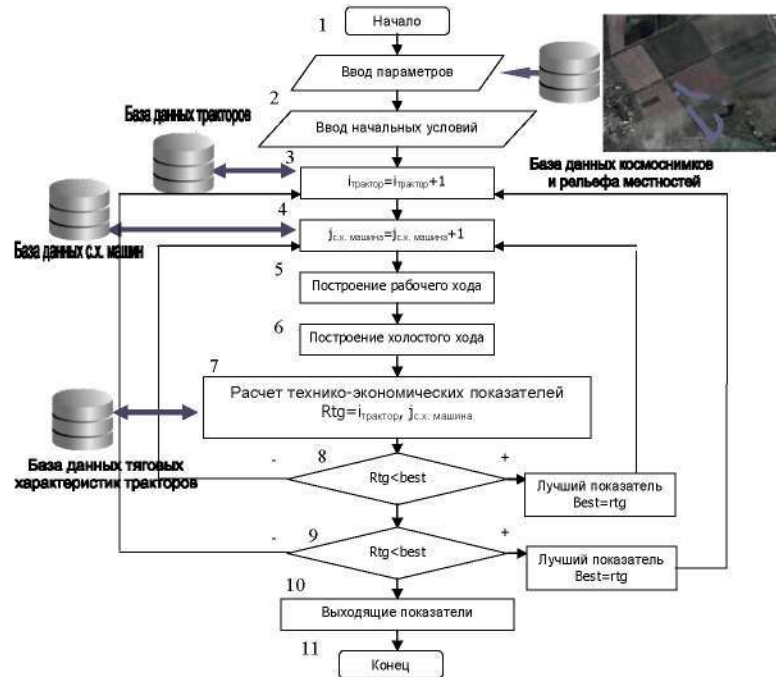 1
Начало
Ввод параметров
2
База данных тракторов
Ввод начальных условий
3
iтрактор=iтрактор+1
База данных космоснимков
и рельефа местностей
4
jс.х. машина=jс.х. машина+1
База данных с.х. машин
5
Построение рабочего хода
6
Построение холостого хода
7
Расчет технико-экономических показателей
Rtg=iтрактор, jс.х. машина
База данных тяговых
характеристик тракторов
-
8
Rtg<best
+
Лучший показатель
Best=rtg
-
9
Rtg<best
+
Лучший показатель
Best=rtg
10
Выходящие показатели
11
Конец